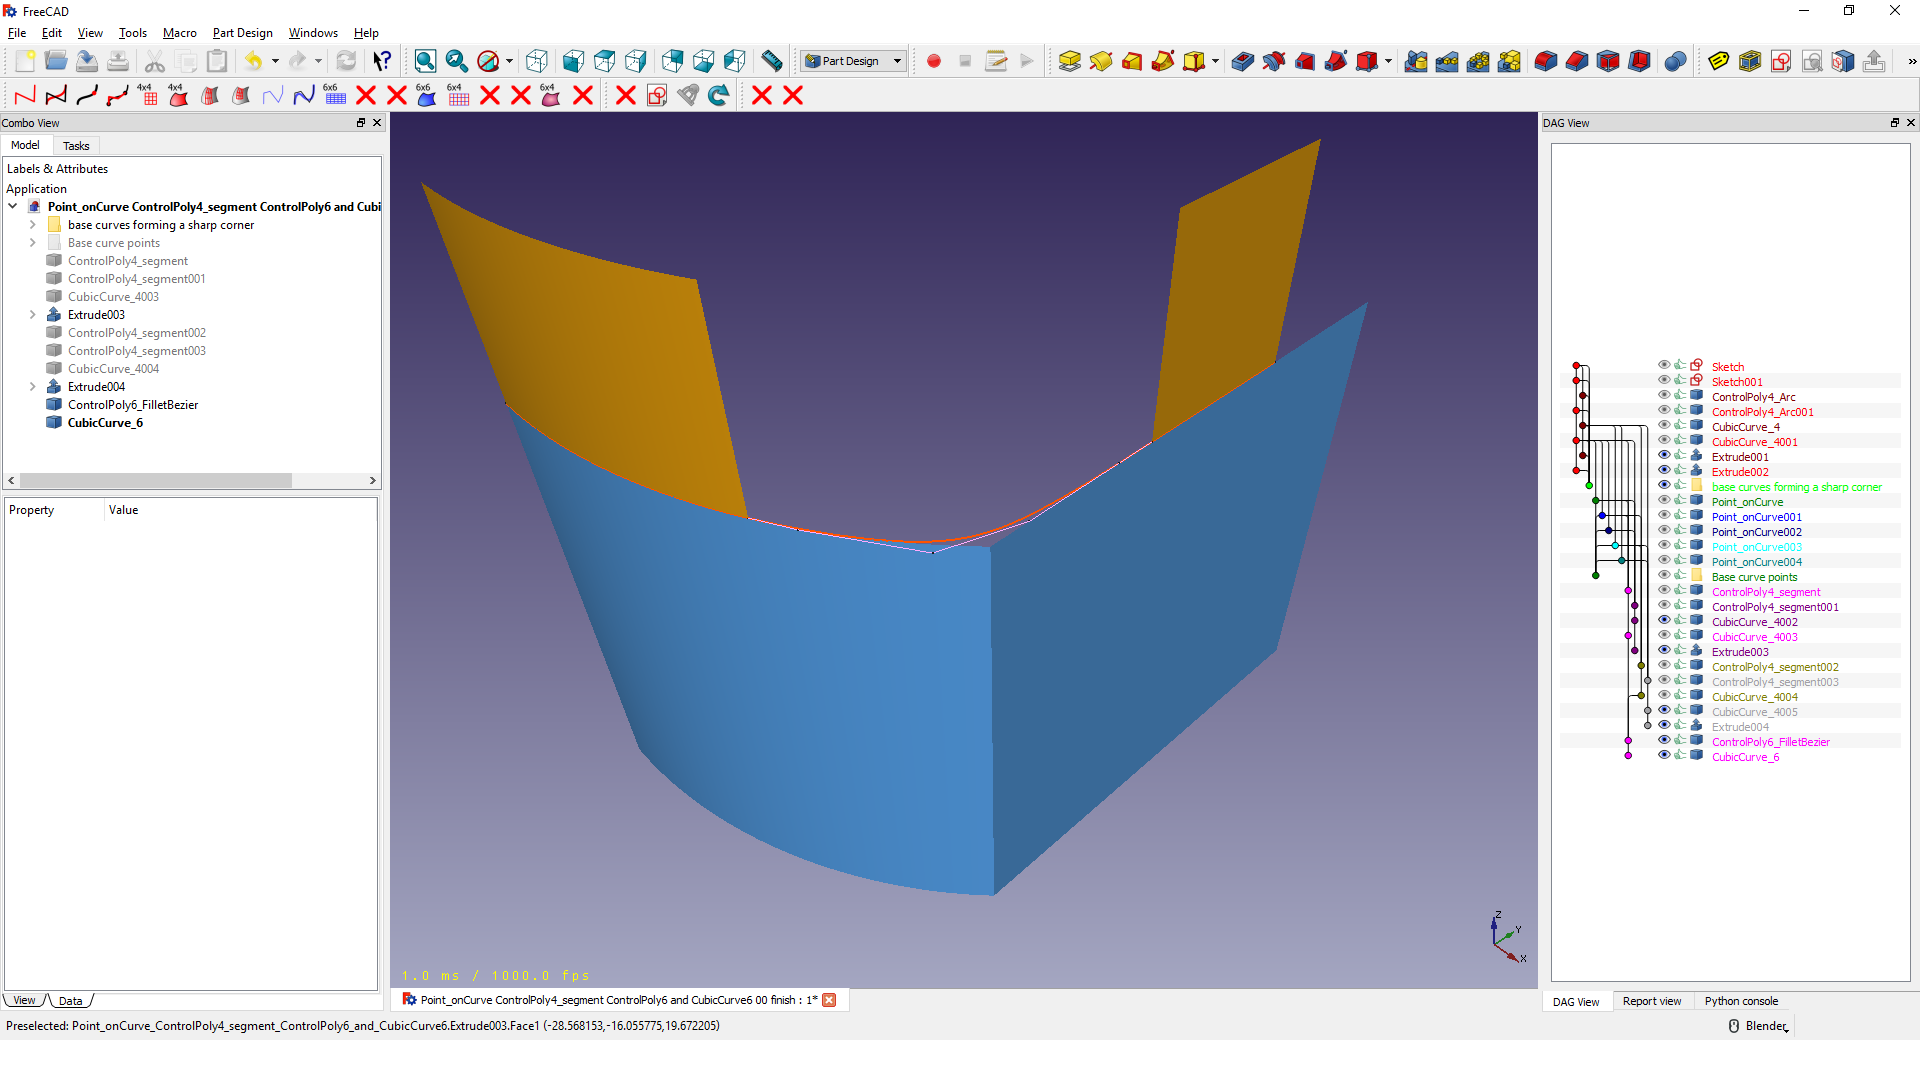 FreeCAD
File Edit View Tools Macro Part Design Windows Help
Part Design
4x4 4x4 6x6 6x6 6x4 6x4
Combo View
Model Tasks
Labels & Attributes
Application
Point_onCurve ControlPoly4_segment ControlPoly6 and Cubi
base curves forming a sharp corner
Base curve points
ControlPoly4_segment
ControlPoly4_segment001
CubicCurve_4003
Extrude003
ControlPoly4_segment002
ControlPoly4_segment003
CubicCurve_4004
Extrude004
ControlPoly6_FilletBezier
CubicCurve_6
Property Value
View Data
1.0 ms / 1000.0 fps
Z
Y
X
Point_onCurve ControlPoly4_segment ControlPoly6 and CubicCurve6 00 finish : 1*
DAG View
Sketch
Sketch001
ControlPoly4_Arc
ControlPoly4_Arc001
CubicCurve_4
CubicCurve_4001
Extrude001
Extrude002
base curves forming a sharp corner
Point_onCurve
Point_onCurve001
Point_onCurve002
Point_onCurve003
Point_onCurve004
Base curve points
ControlPoly4_segment
ControlPoly4_segment001
CubicCurve_4002
CubicCurve_4003
Extrude003
ControlPoly4_segment002
ControlPoly4_segment003
CubicCurve_4004
CubicCurve_4005
Extrude004
ControlPoly6_FilletBezier
CubicCurve_6
DAG View Report view Python console
Preselected: Point_onCurve_ControlPoly4_segment_ControlPoly6_and_CubicCurve6.Extrude003.Face1 (-28.568153,-16.055775,19.672205)
Blender